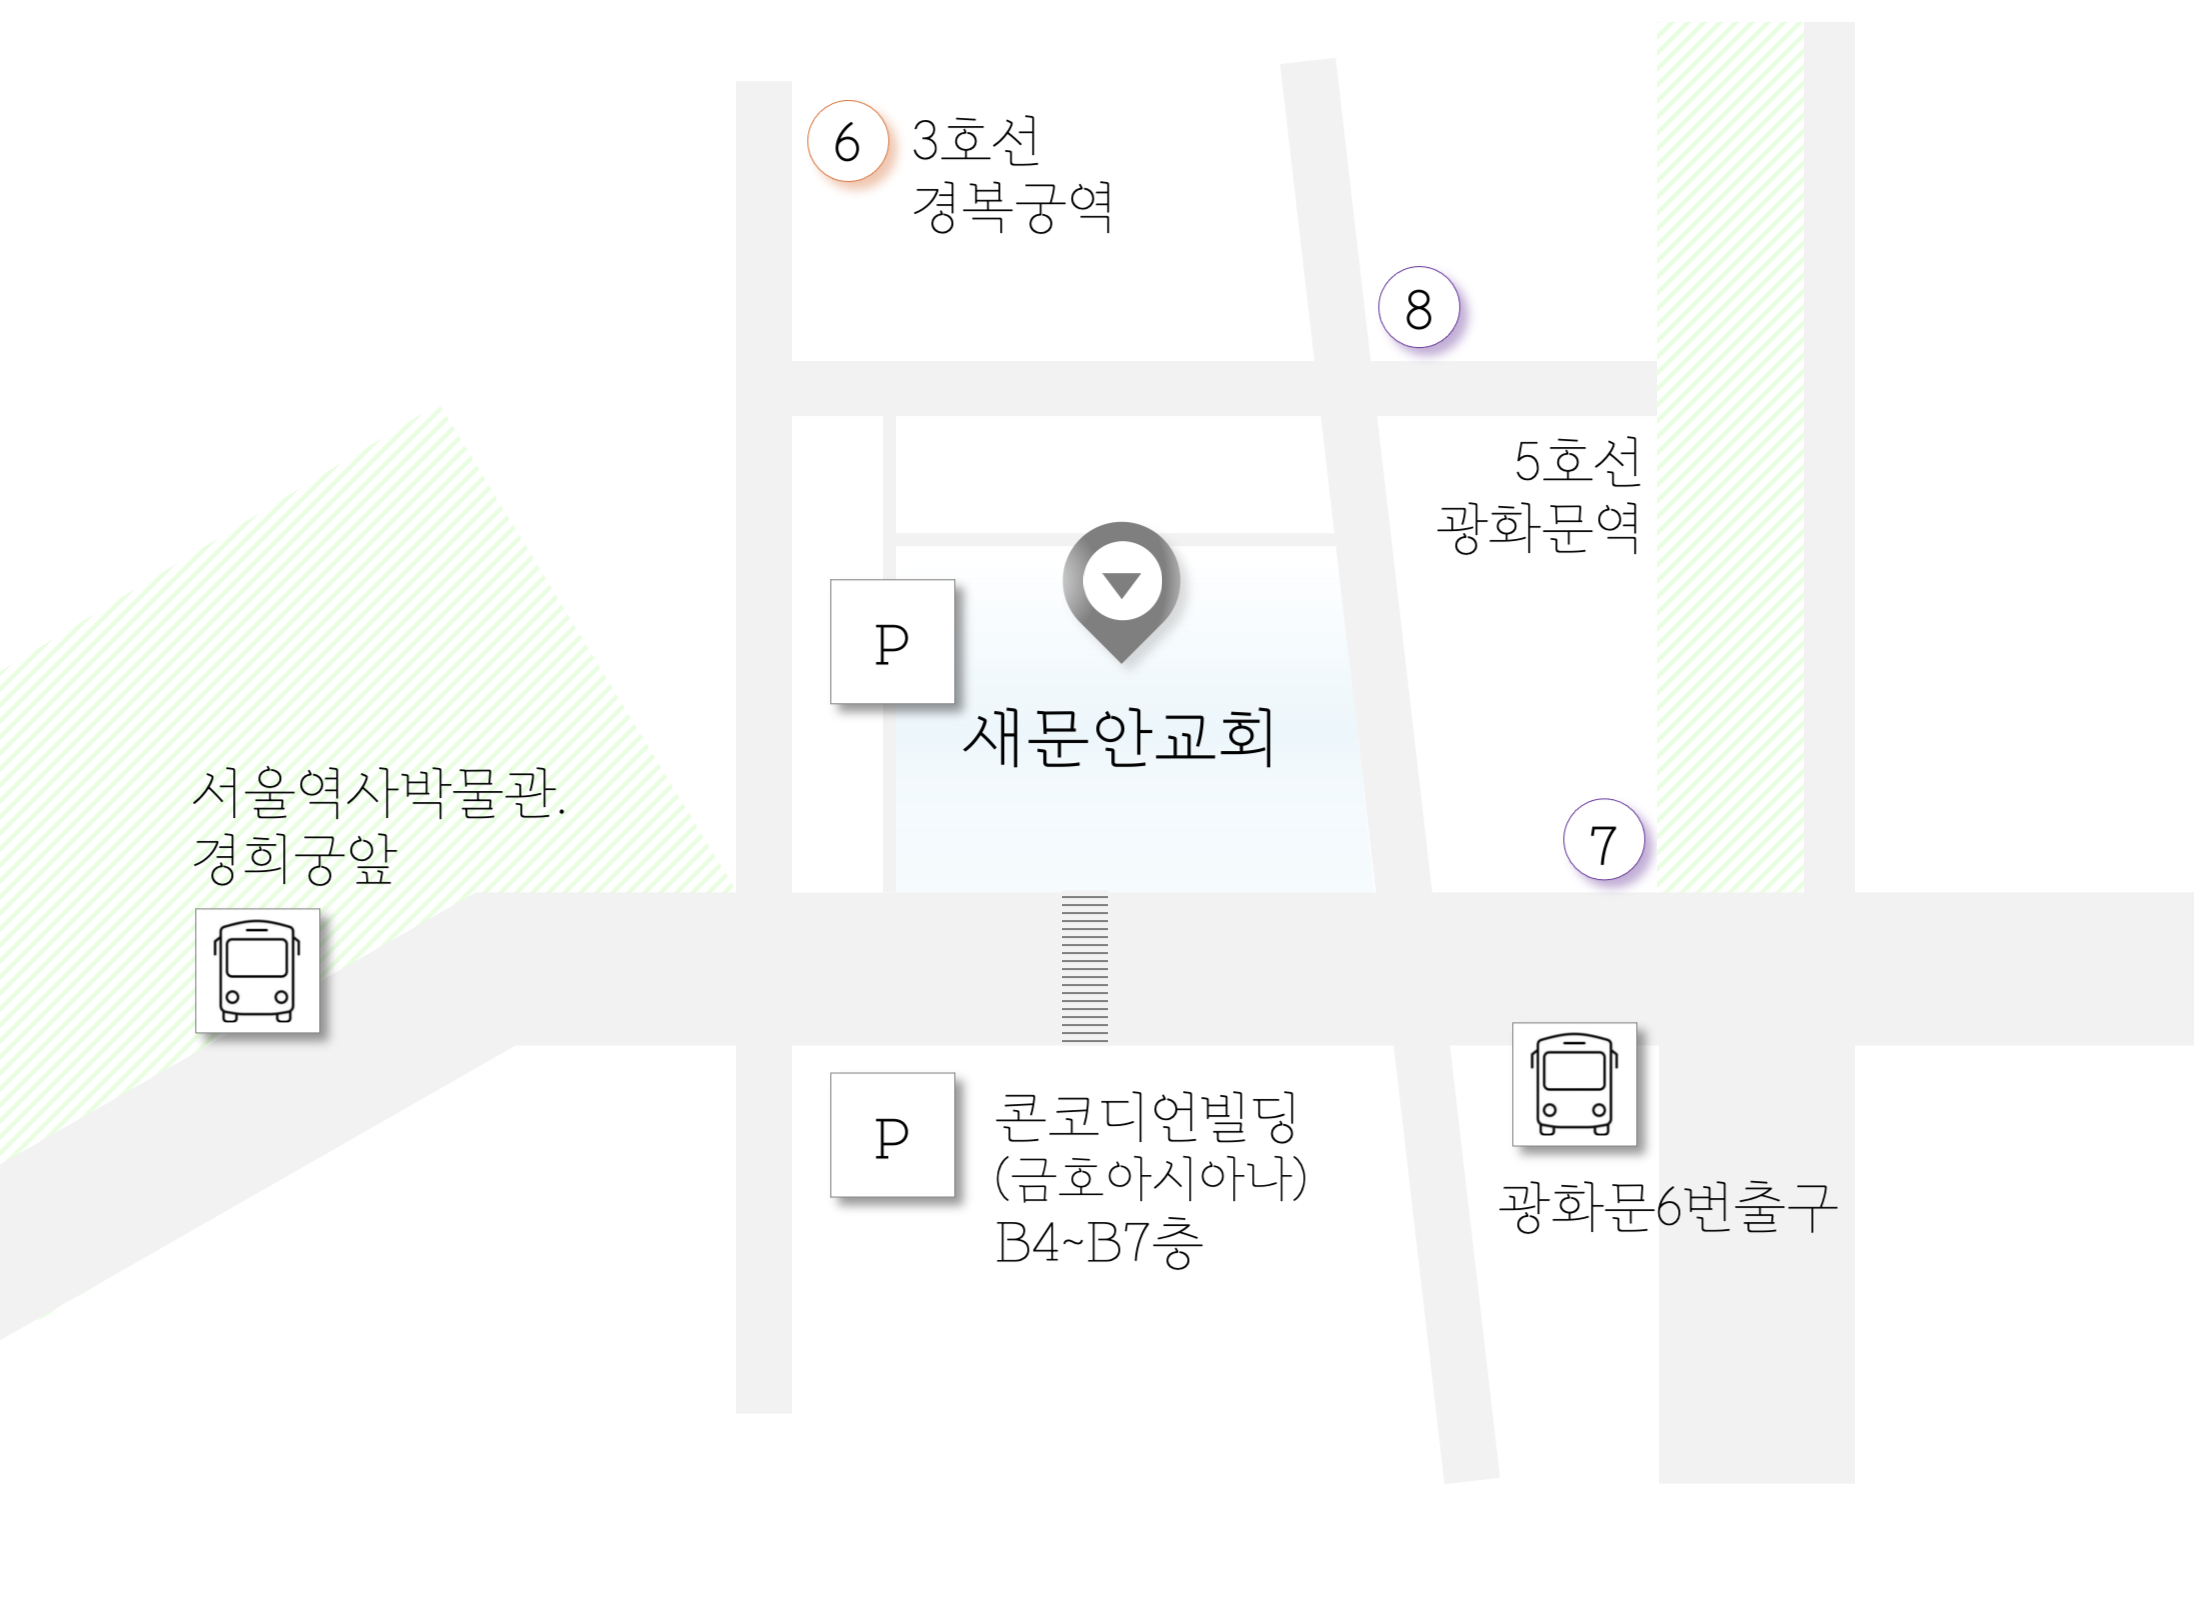 6
3호선
경복궁역
8
5호선
광화문역
P
새문안교회
7
서울역사박물관.
경희궁앞
P
콘코디언빌딩
(금호아시아나)
B4~B7층
광화문6번출구